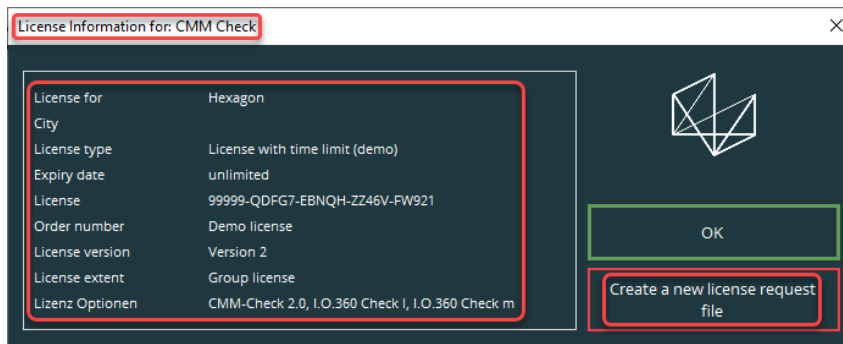 License Information for: CMM Check
License for Hexagon
City
License type License with time limit (demo)
Expiry date unlimited
License 99999-QDFG7-EBNQH-ZZ46V-FW921
Order number Demo license
License version Version 2
License extent Group license
Lizenz Optionen CMM-Check 2.0, I.O.360 Check I, I.O.360 Check m
OK
Create a new license request
file